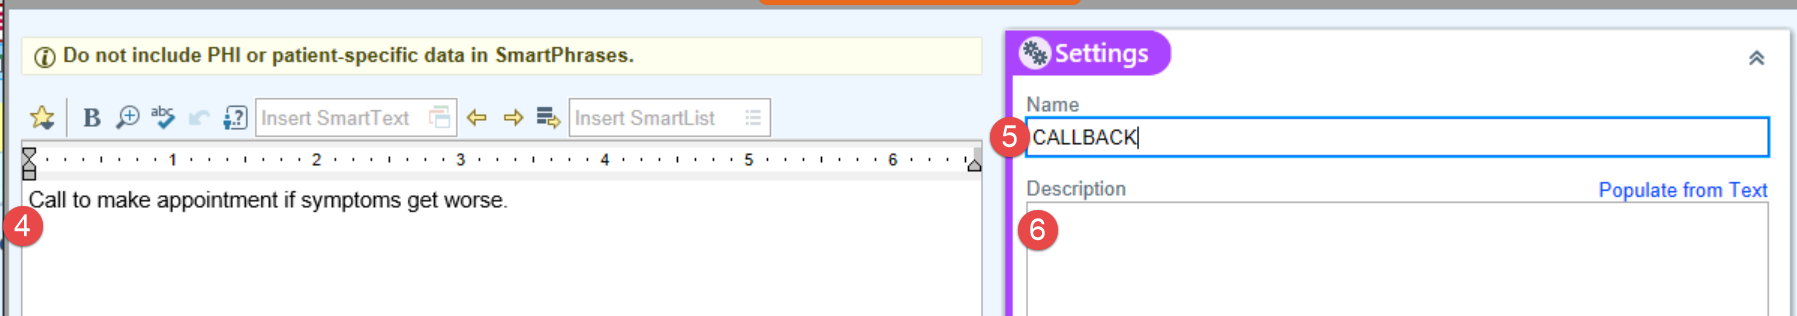 Do not include PHI or patient-specific data in SmartPhrases.
B
abc
Insert SmartText
Insert SmartList
1 2 3 4 5 6
Call to make appointment if symptoms get worse.
4
Settings
Name
5
CALLBACK
Description
Populate from Text
6